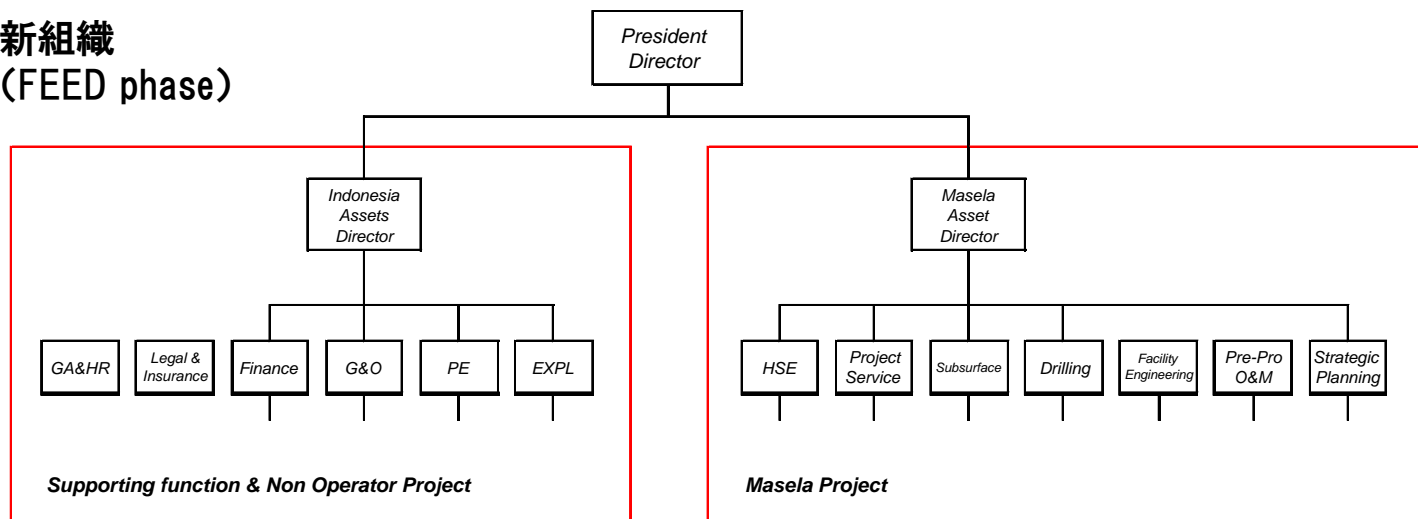 新組織
(FEED phase)
President
Director
Indonesia
Assets
Director
Masela
Asset
Director
GA&HR
Legal &
Insurance
Finance
G&O
PE
EXPL
HSE
Project
Service
Subsurface
Drilling
Facility
Engineering
Pre-Pro
O&M
Strategic
Planning
Supporting function & Non Operator Project
Masela Project